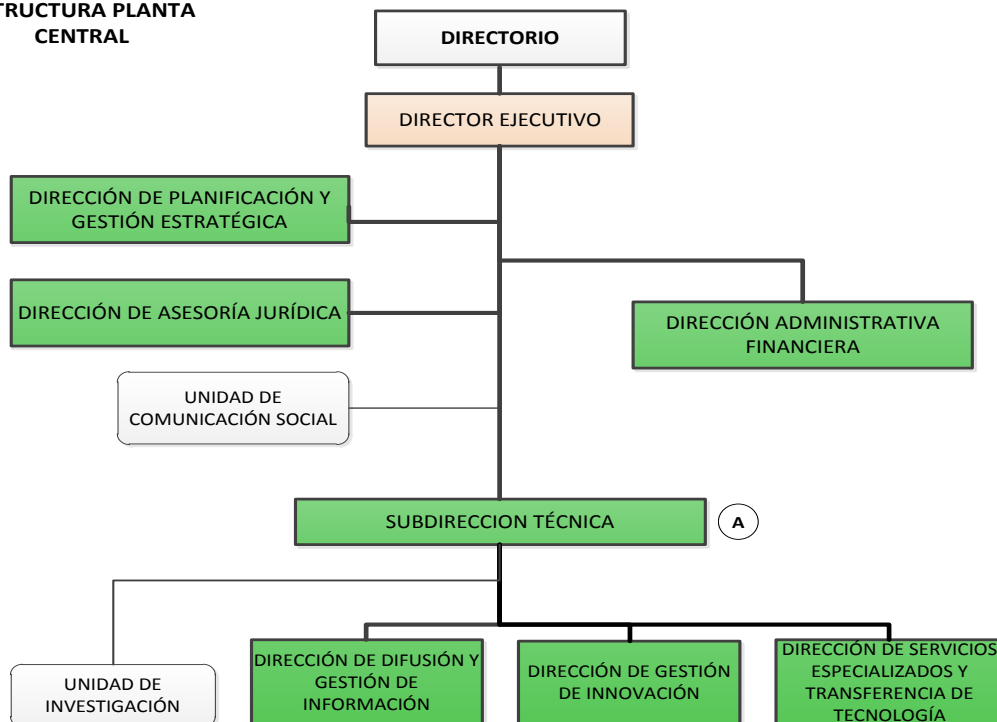 TRUCTURA PLANTA
CENTRAL
DIRECTORIO
DIRECTOR EJECUTIVO
DIRECCIÓN DE PLANIFICACIÓN Y
GESTIÓN ESTRATÉGICA
DIRECCIÓN DE ASESORÍA JURÍDICA
DIRECCIÓN ADMINISTRATIVA
FINANCIERA
UNIDAD DE
COMUNICACIÓN SOCIAL
SUBDIRECCION TÉCNICA
A
UNIDAD DE
INVESTIGACIÓN
DIRECCIÓN DE DIFUSIÓN Y
GESTIÓN DE
INFORMACIÓN
DIRECCIÓN DE GESTIÓN
DE INNOVACIÓN
DIRECCIÓN DE SERVICIOS
ESPECIALIZADOS Y
TRANSFERENCIA DE
TECNOLOGÍA